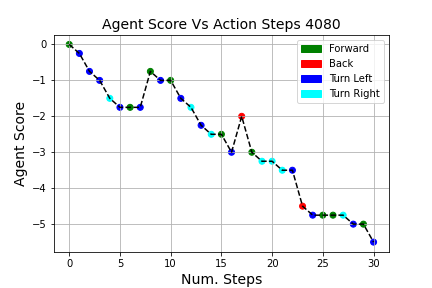 Agent Score Vs Action Steps 4080
Agent Score
0
−1
−2
−3
−4
−5
Forward
Back
Turn Left
Turn Right
0 5 10 15 20 25 30
Num. Steps